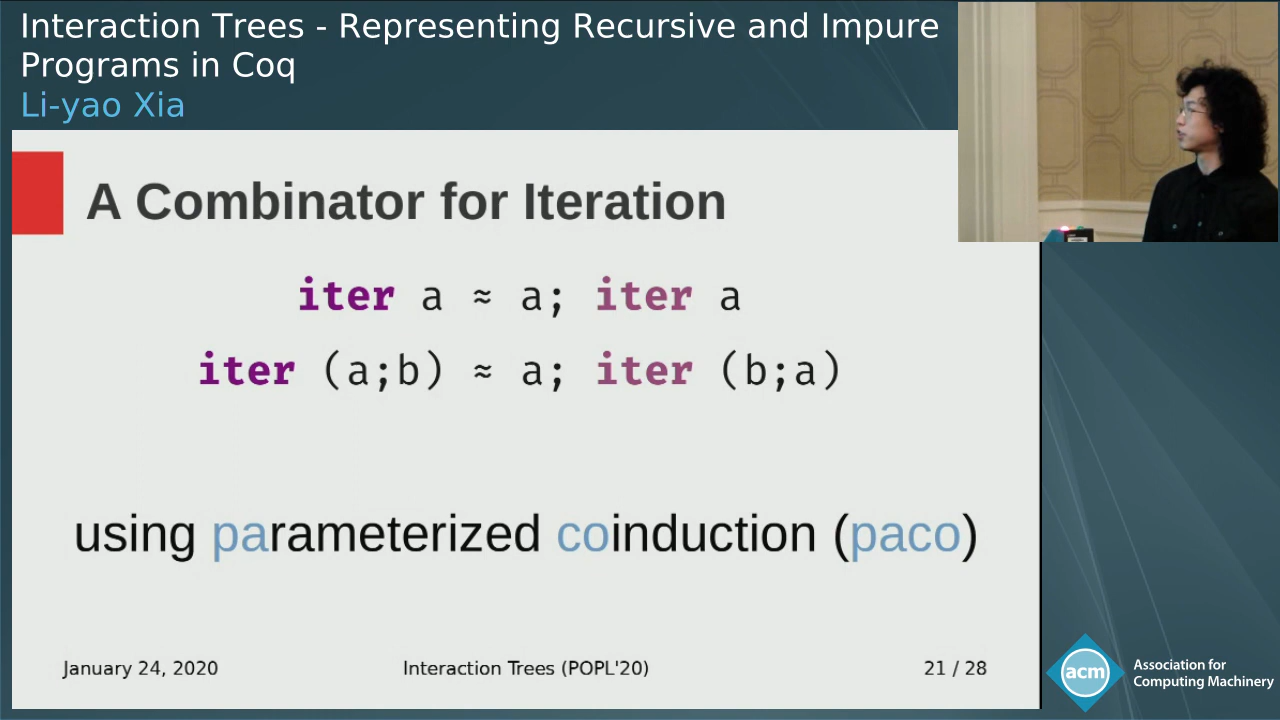 Interaction Trees - Representing Recursive and Impure
Programs in Coq
Li-yao Xia
A Combinator for Iteration
iter a ≈ a; iter a
iter (a;b) ≈ a; iter (b;a)
using parameterized coinduction (paco)
January 24, 2020
Interaction Trees (POPL'20)
21 / 28
acm
Association for
Computing Machinery